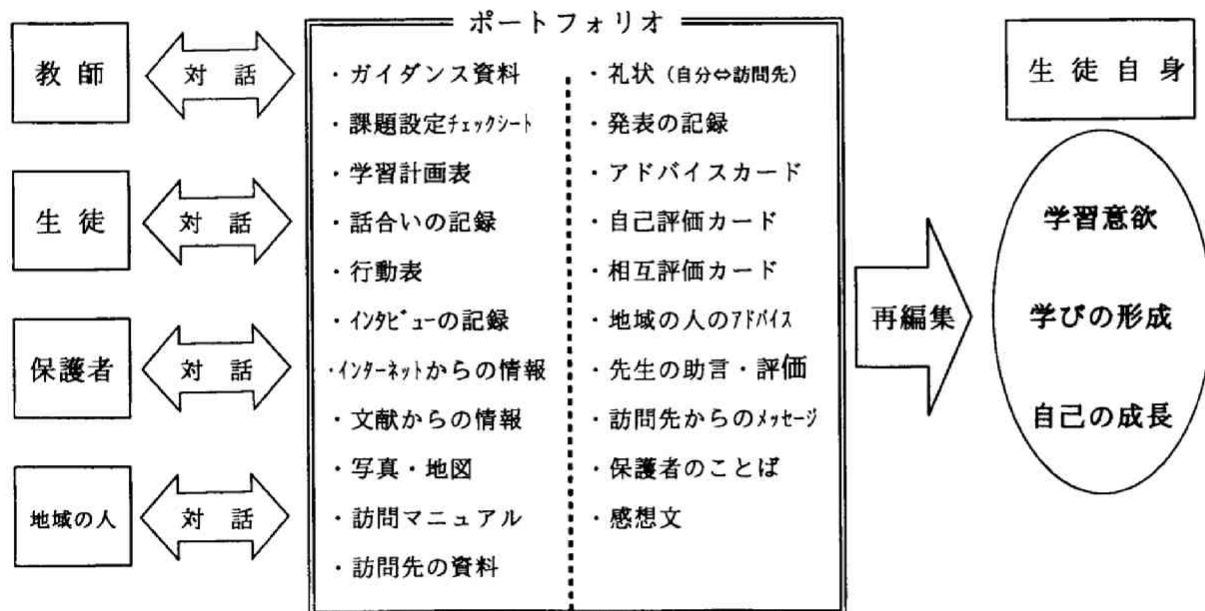 ポートフォリオ
教師
対話
生徒
対話
保護者
対話
地域の人
対話
・ガイダンス資料
・課題設定チェックシート
・学習計画表
・話合いの記録
・行動表
・インタビューの記録
・インターネットからの情報
・文献からの情報
・写真・地図
・訪問マニュアル
・訪問先の資料
・礼状(自分⇔訪問先)
・発表の記録
・アドバイスカード
・自己評価カード
・相互評価カード
・地域の人のアドバイス
・先生の助言・評価
・訪問先からのメッセージ
・保護者のことば
・感想文
再編集
生徒自身
学習意欲
学びの形成
自己の成長